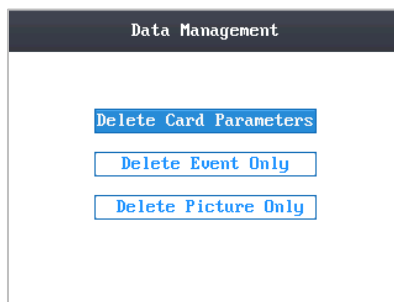 Data Management
Delete Card Parameters
Delete Event Only
Delete Picture Only